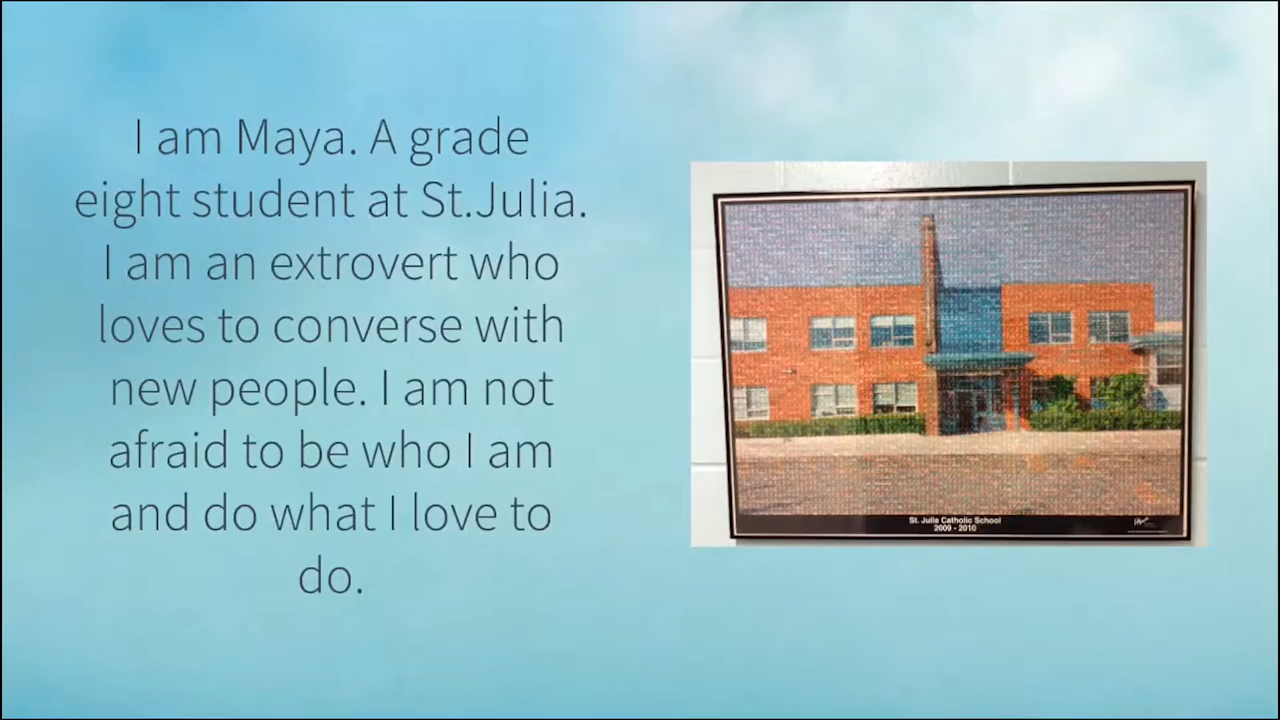 I am Maya. A grade
eight student at St.Julia.
I am an extrovert who
loves to converse with
new people. I am not
afraid to be who I am
and do what I love to
do.
St. Julia Catholic School
2009 - 2010